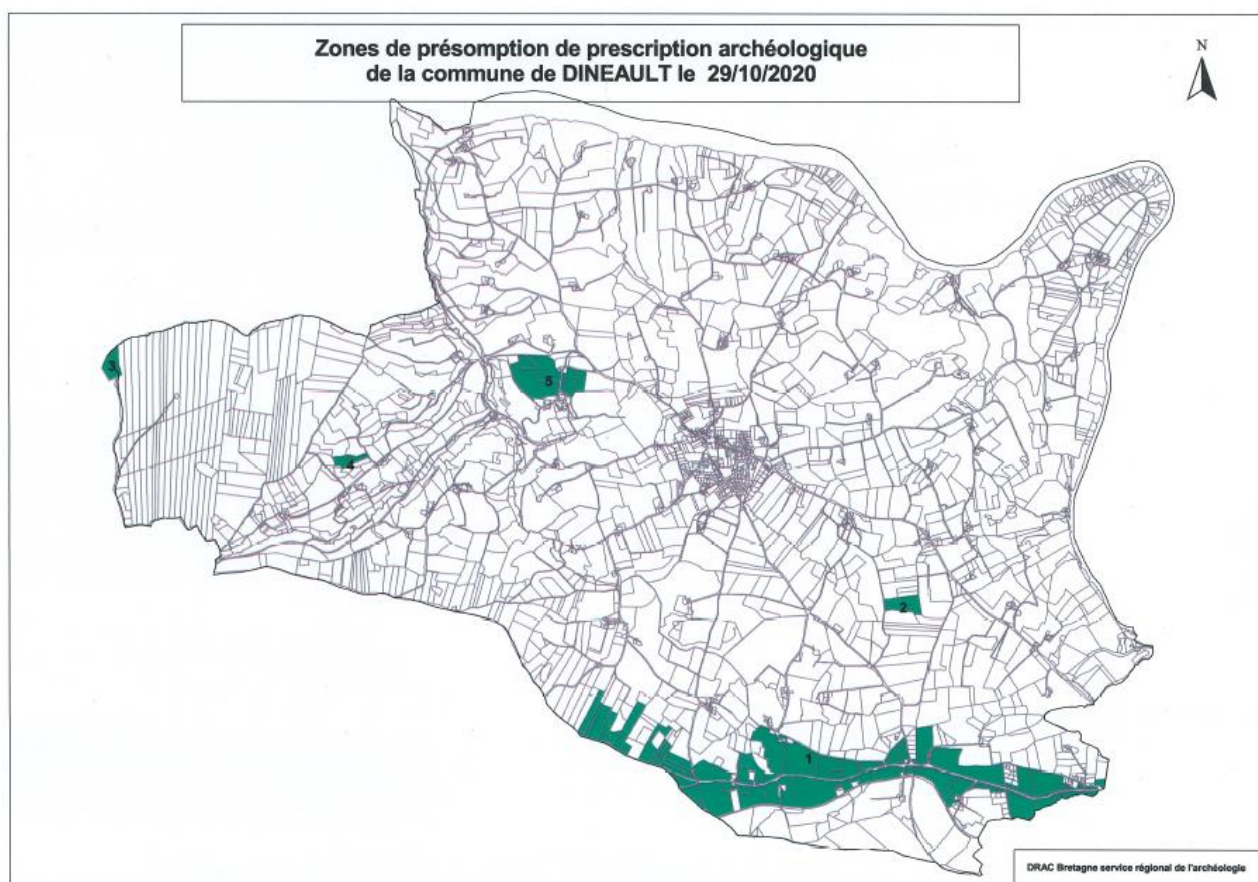 Zones de présomption de prescription archéologique
de la commune de DINEAULT le 29/10/2020
N
3
5
4
2
1
DRAC Bretagne service régional de l'archéologie